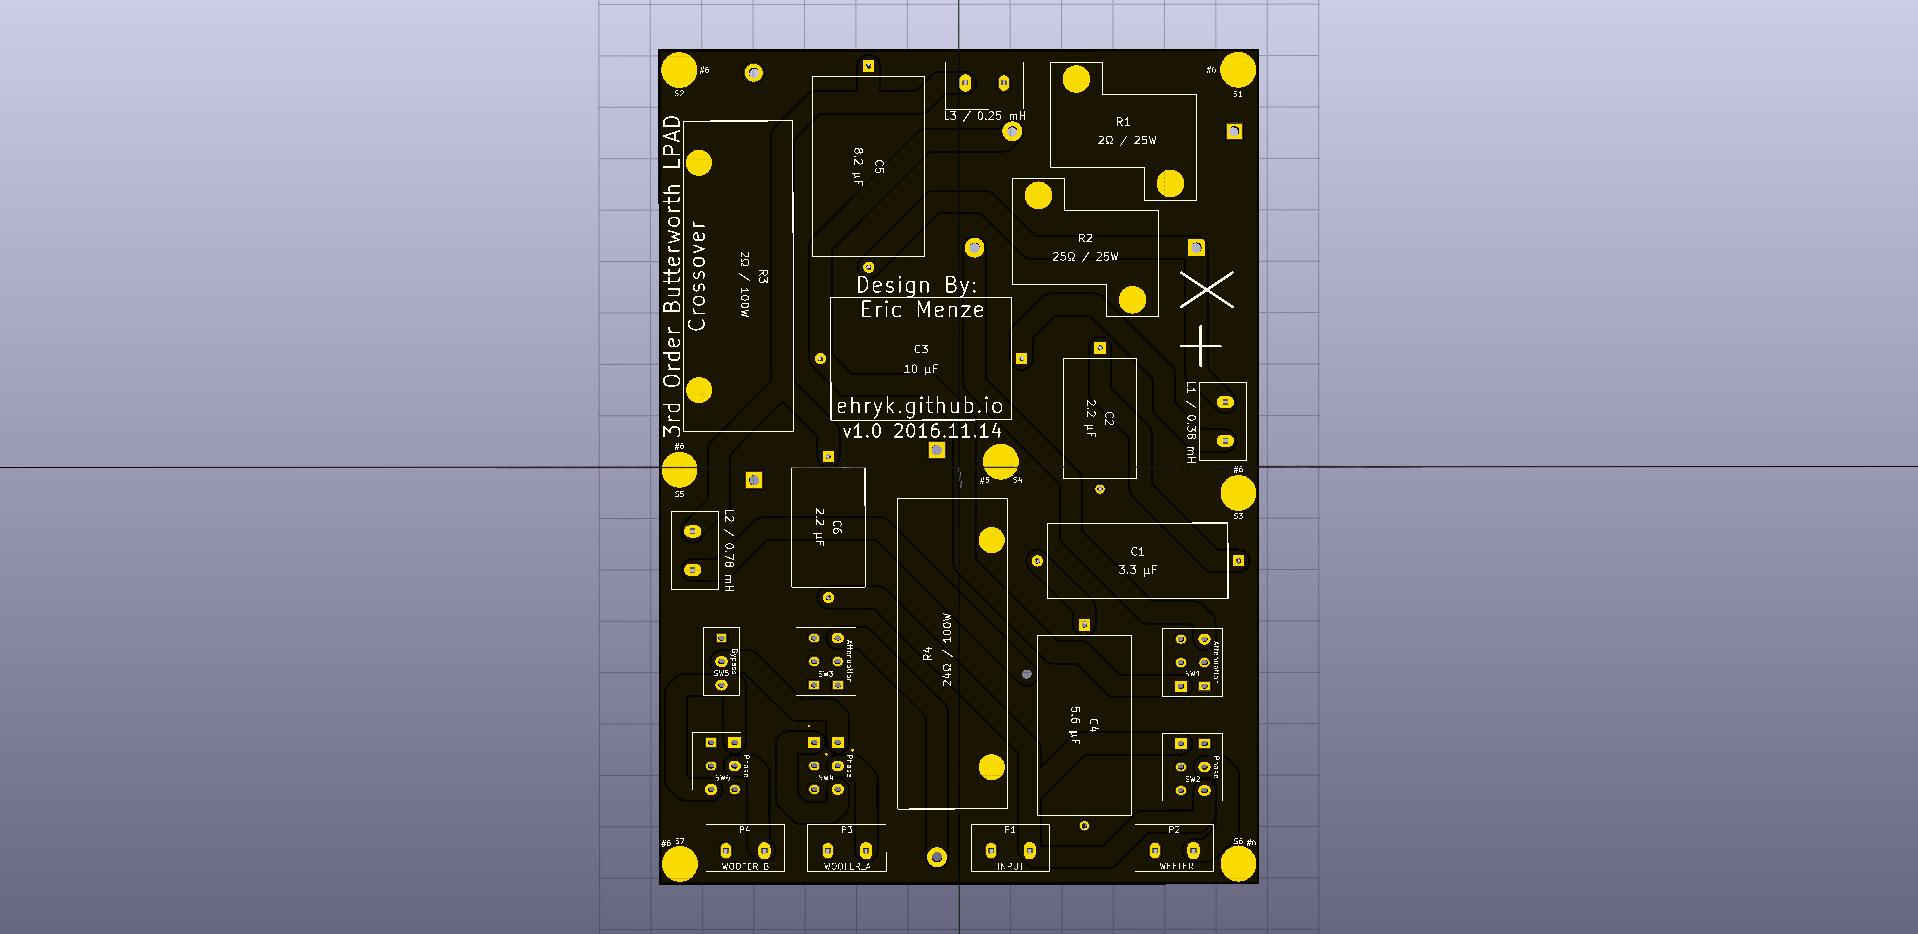 #6
S2
#6
S1
L3 / 0.25 mH
R1
2Ω / 25W
C5
8.2 µF
3rd Order Butterworth LPAD
Crossover
R2
25Ω / 25W
R3
2Ω / 100W
Design By:
Eric Menze
C3
10 µF
ehryk.github.io
v1.0 2016.11.14
C2
2.2 µF
L1 / 0.38 mH
#6
S5
#5
S4
#6
S3
L2 / 0.78 mH
C6
2.2 µF
C1
3.3 µF
R4
24Ω / 100W
Bypass
SW5
Attenuation
SW3
Attenuation
SW1
C4
5.6 µF
Phase
SW6
Phase
SW4
Phase
SW2
P4
WOOFER_B
P3
WOOFER_A
P1
INPUT
P2
#6
S7
S6
#6